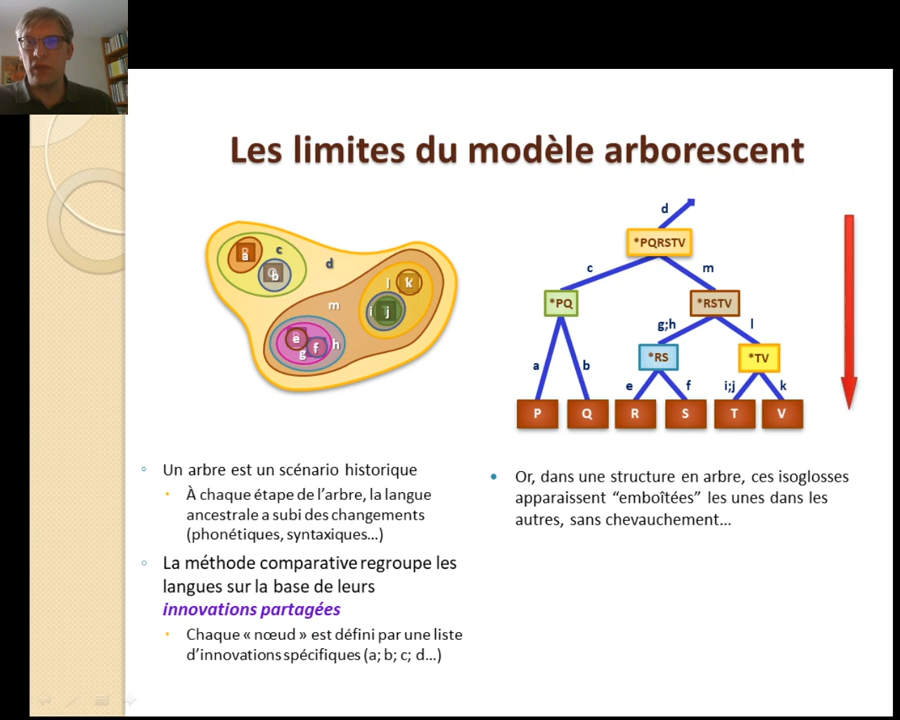 Les limites du modèle arborescent
a
c
b
d
l
k
i
j
m
e
f
g
h
d
*PQRSTV
c
m
*PQ
*RSTV
g;h
l
*RS
*TV
a
b
e
f
i;j
k
P
Q
R
S
T
V
Un arbre est un scénario historique
À chaque étape de l’arbre, la langue
ancestrale a subi des changements
(phonétiques, syntaxiques…)
La méthode comparative regroupe les
langues sur la base de leurs
innovations partagées
Chaque « nœud » est défini par une liste
d’innovations spécifiques (a; b; c; d…)
Or, dans une structure en arbre, ces isoglosses
apparaissent “emboîtées” les unes dans les
autres, sans chevauchement…